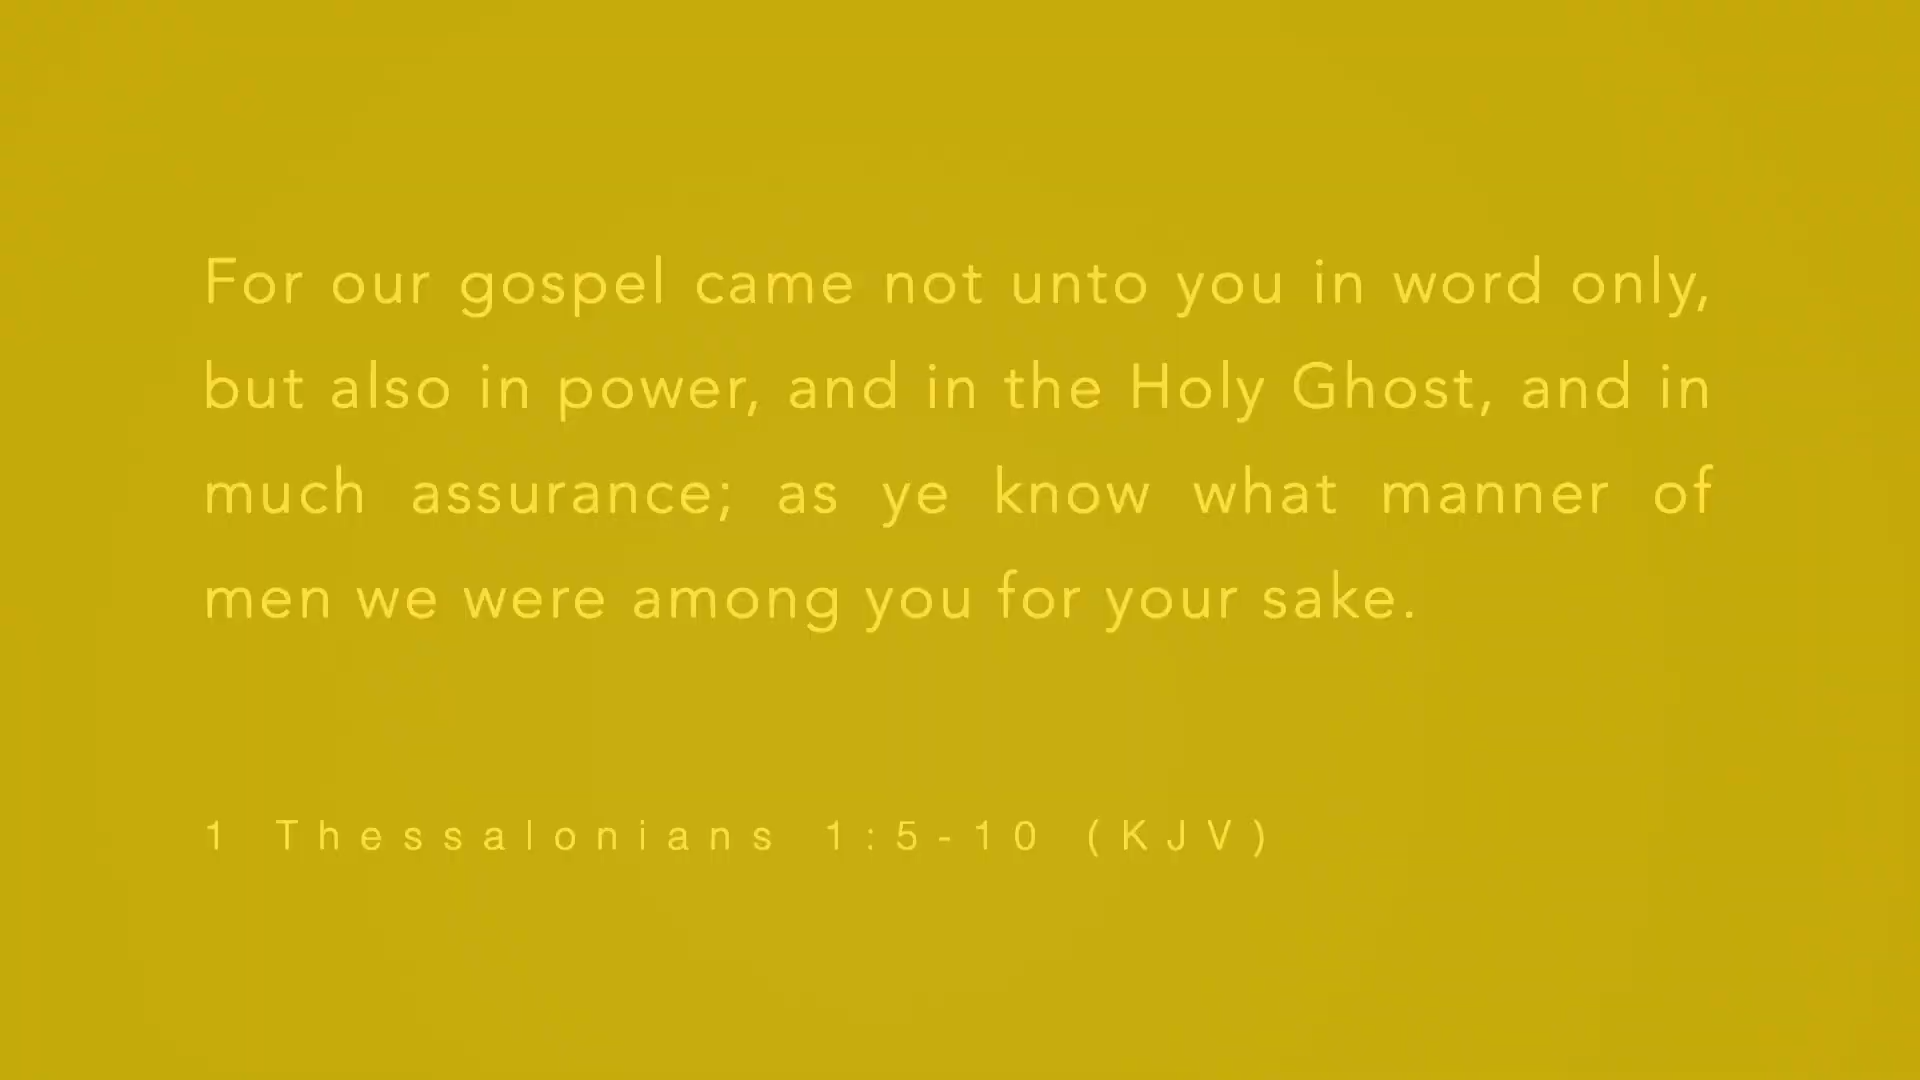 For our gospel came not unto you in word only,
but also in power, and in the Holy Ghost, and in
much assurance; as ye know what manner of
men we were among you for your sake.
1 Thessalonians 1:5-10 (KJV)